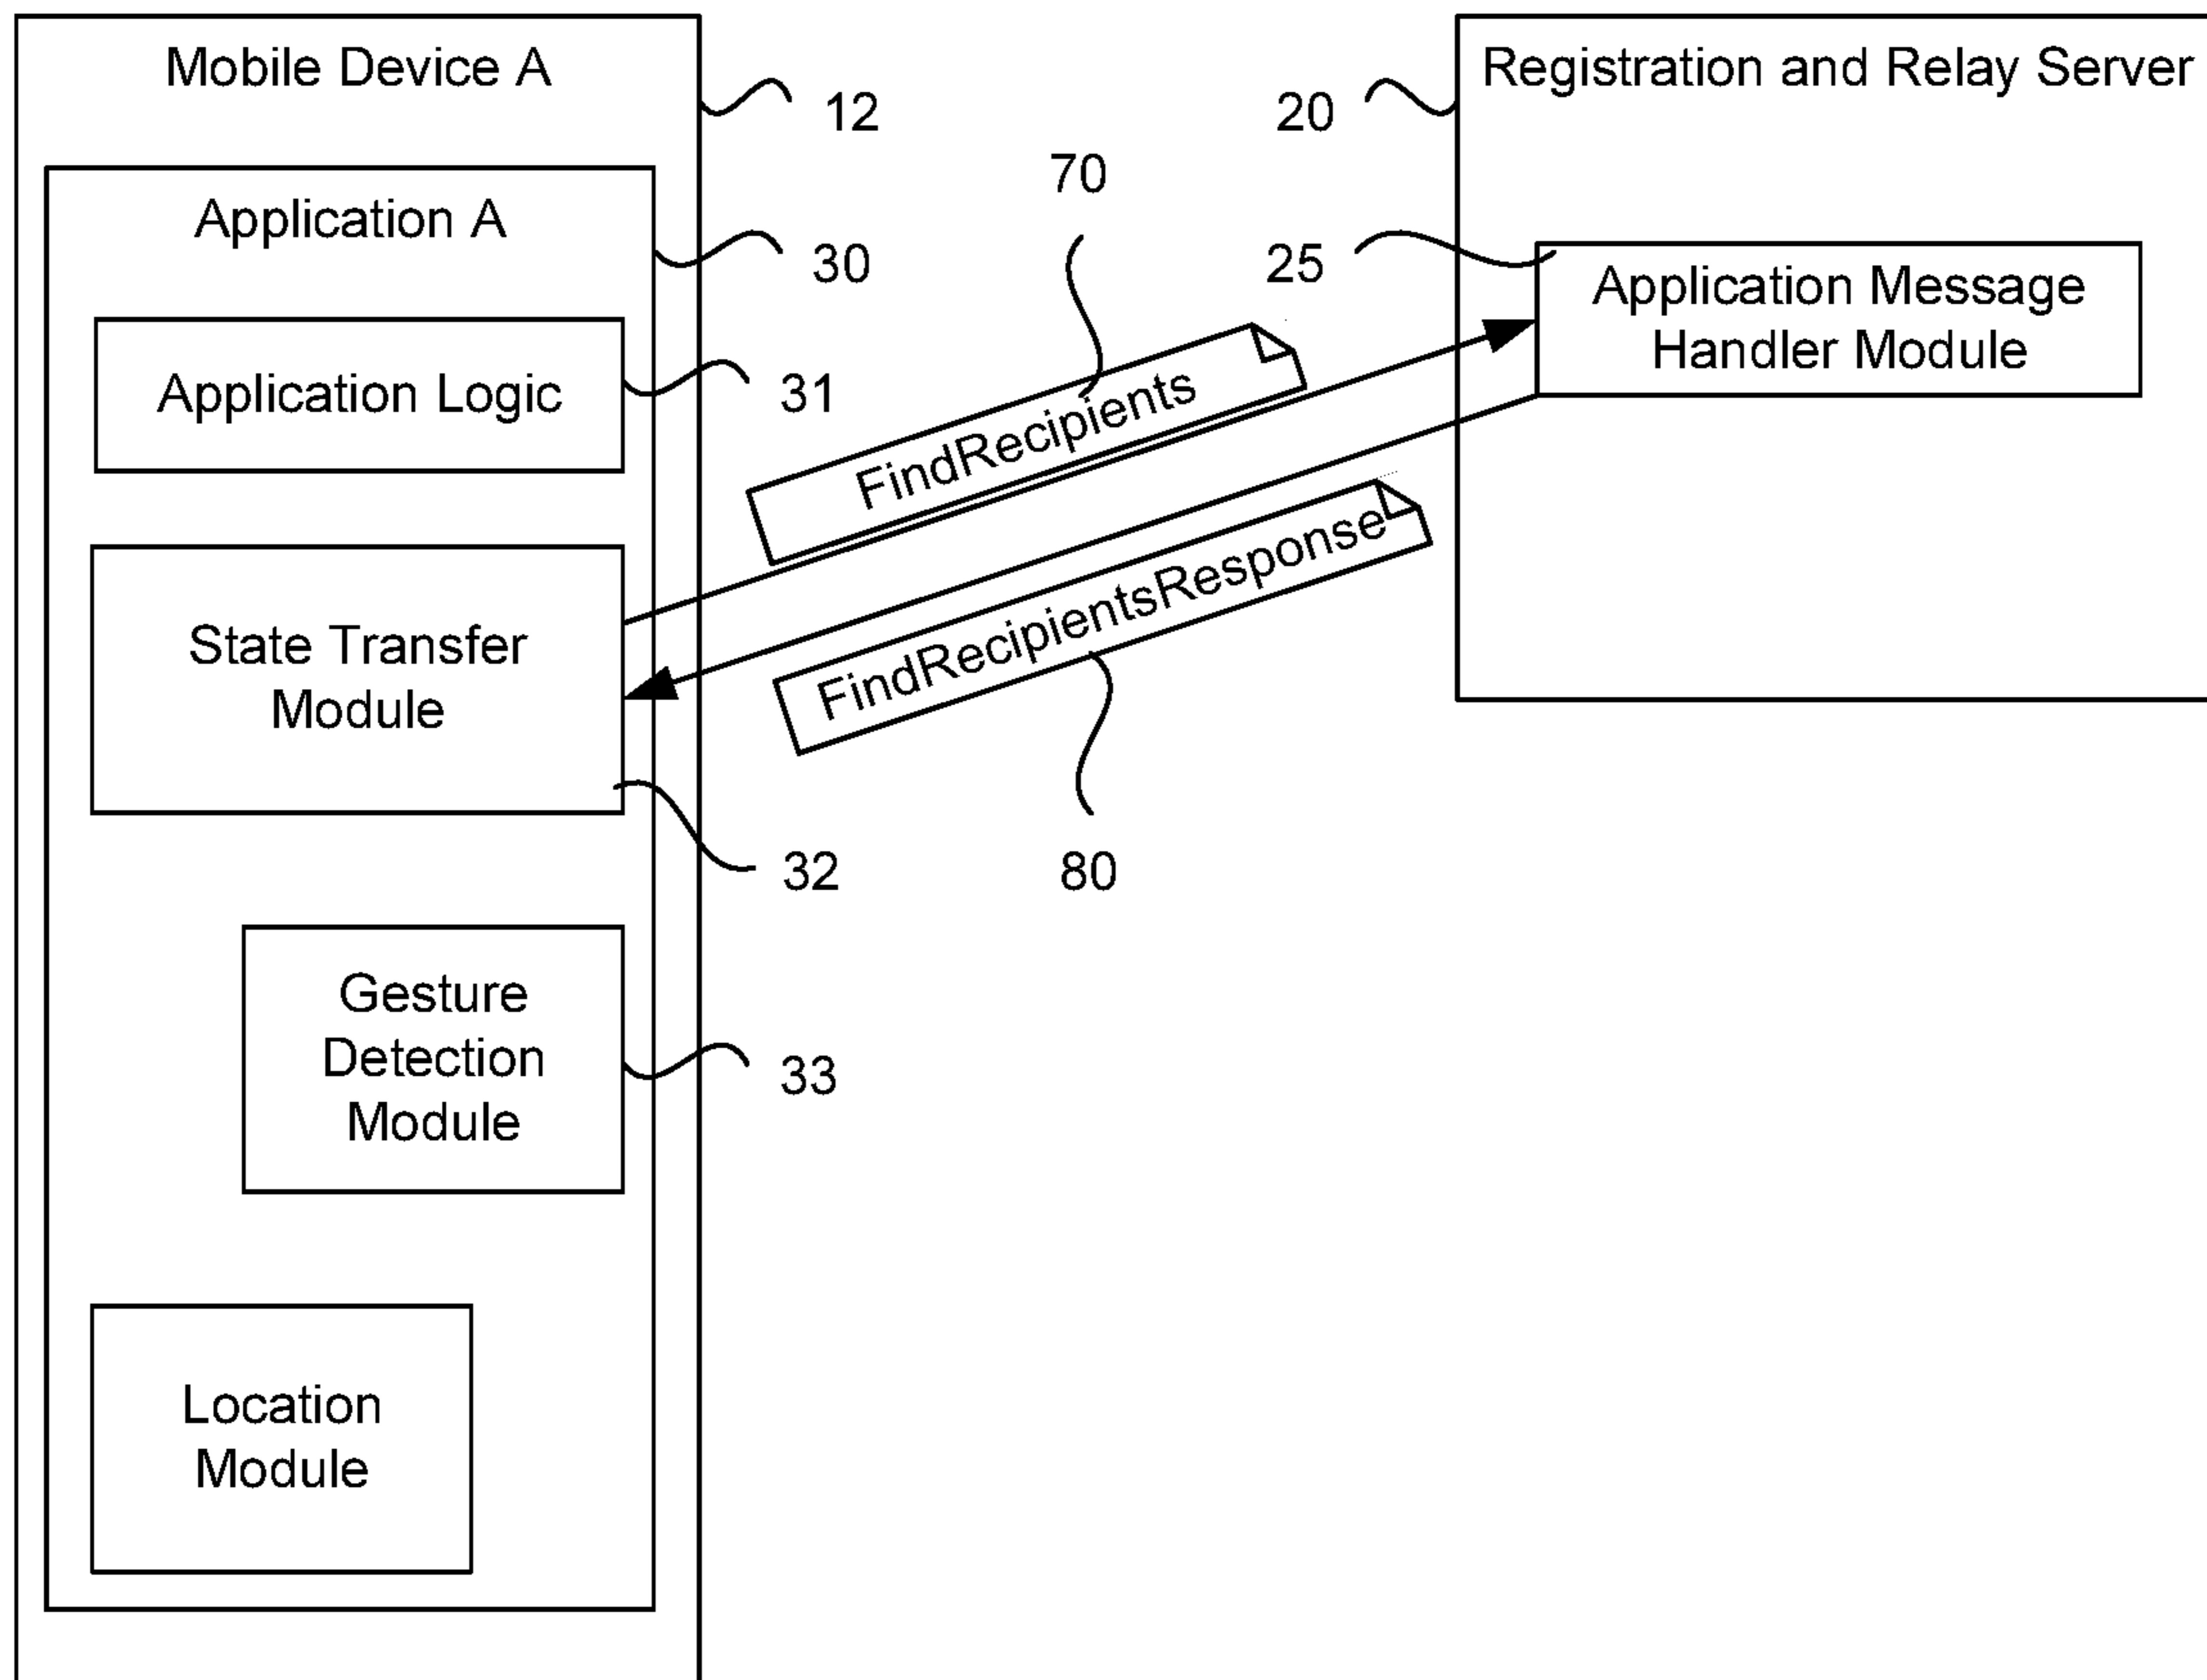 Mobile Device A
12
Application A
30
Application Logic
31
State Transfer
Module
32
Gesture
Detection
Module
33
Location
Module
70
FindRecipients
FindRecipientsResponse
80
Registration and Relay Server
20
25
Application Message
Handler Module